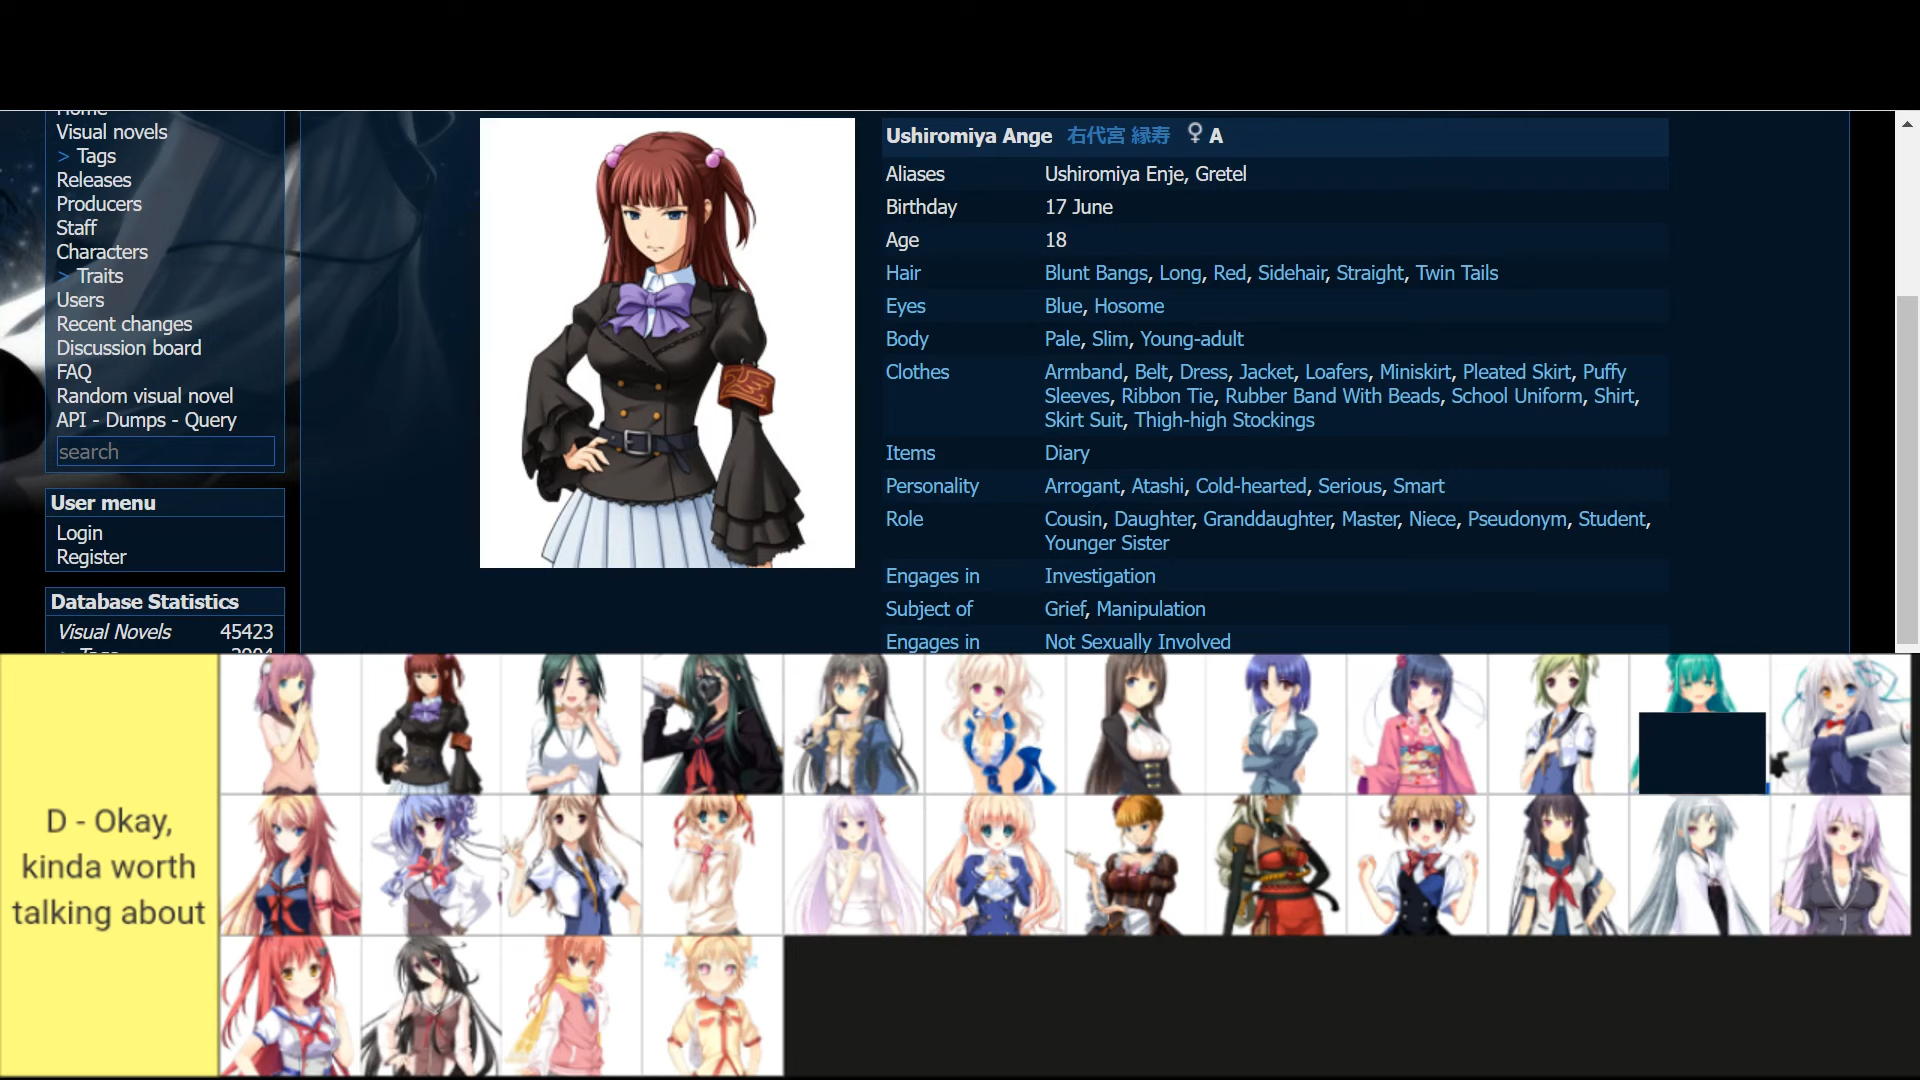 Home
Visual novels
> Tags
Releases
Producers
Staff
Characters
> Traits
Users
Recent changes
Discussion board
FAQ
Random visual novel
API - Dumps - Query
search
User menu
Login
Register
Database Statistics
Visual Novels 45423
> Tags
Ushiromiya Ange 右代宮 縁寿 ♀ A
Aliases Ushiromiya Enje, Gretel
Birthday 17 June
Age 18
Hair Blunt Bangs, Long, Red, Sidehair, Straight, Twin Tails
Eyes Blue, Hosome
Body Pale, Slim, Young-adult
Clothes Armband, Belt, Dress, Jacket, Loafers, Miniskirt, Pleated Skirt, Puffy
Sleeves, Ribbon Tie, Rubber Band With Beads, School Uniform, Shirt,
Skirt Suit, Thigh-high Stockings
Items Diary
Personality Arrogant, Atashi, Cold-hearted, Serious, Smart
Role Cousin, Daughter, Granddaughter, Master, Niece, Pseudonym, Student,
Younger Sister
Engages in Investigation
Subject of Grief, Manipulation
Engages in Not Sexually Involved
D - Okay,
kinda worth
talking about